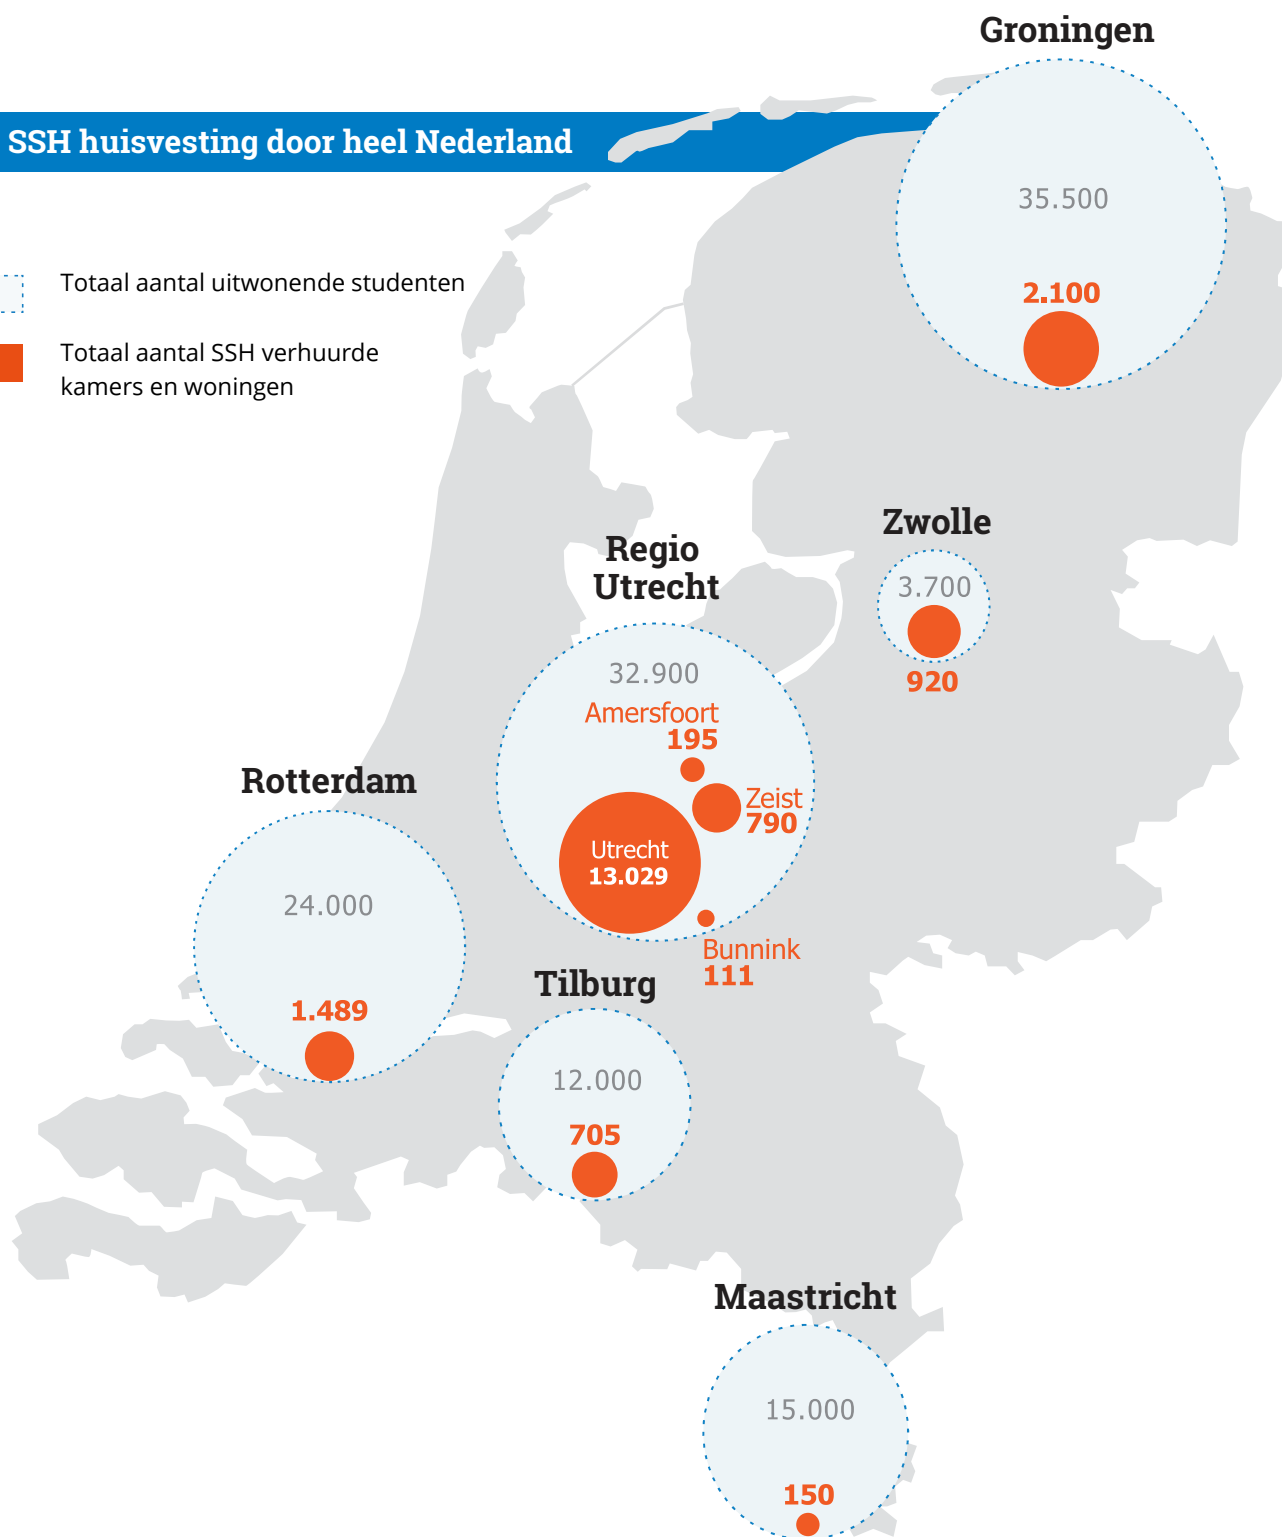 Groningen
SSH huisvesting door heel Nederland
35.500
2.100
Totaal aantal uitwonende studenten
Totaal aantal SSH verhuurde
kamers en woningen
Zwolle
3.700
920
Regio
Utrecht
32.900
Amersfoort
195
Zeist
790
Utrecht
13.029
Bunnink
111
Rotterdam
24.000
1.489
Tilburg
12.000
705
Maastricht
15.000
150